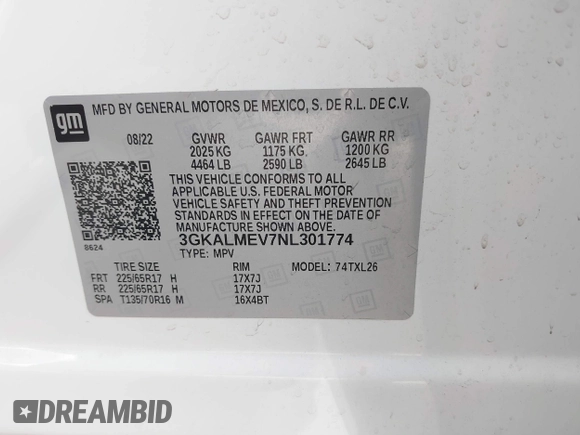 gm
MFD BY GENERAL MOTORS DE MEXICO, S. DE R.L. DE C.V.
08/22 GVWR GAWR FRT GAWR RR
2025 KG 1175 KG. 1200 KG
4464 LB 2590 LB 2645 LB
THIS VEHICLE CONFORMS TO ALL
APPLICABLE U.S. FEDERAL MOTOR
VEHICLE SAFETY AND THEFT PREVENTION
STANDARDS IN EFFECT ON THE DATE OF
MANUFACTURE SHOWN ABOVE.
8624
3GKALMEV7NL301774
TYPE: MPV
TIRE SIZE RIM MODEL: 74TXL26
FRT 225/65R17 H 17X7J
RR 225/65R17 H 17X7J
SPA T135/70R16 M 16X4BT
DREAMBID